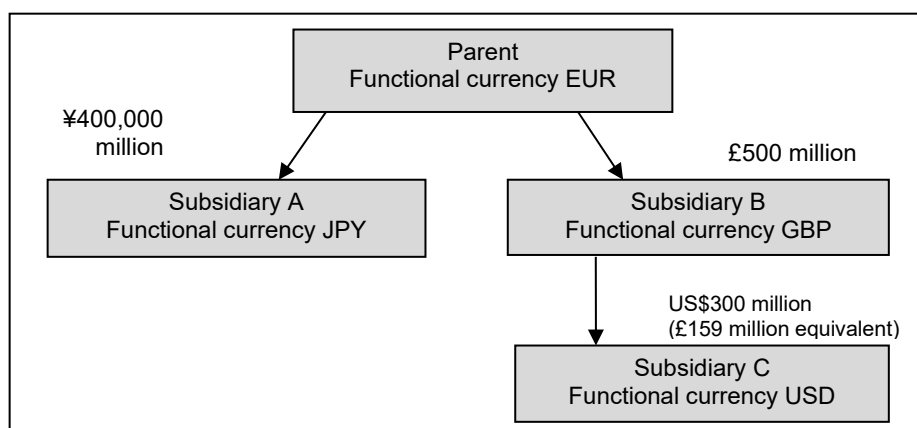 Parent
Functional currency EUR
¥400,000
million
£500 million
Subsidiary A
Functional currency JPY
Subsidiary B
Functional currency GBP
US$300 million
(£159 million equivalent)
Subsidiary C
Functional currency USD